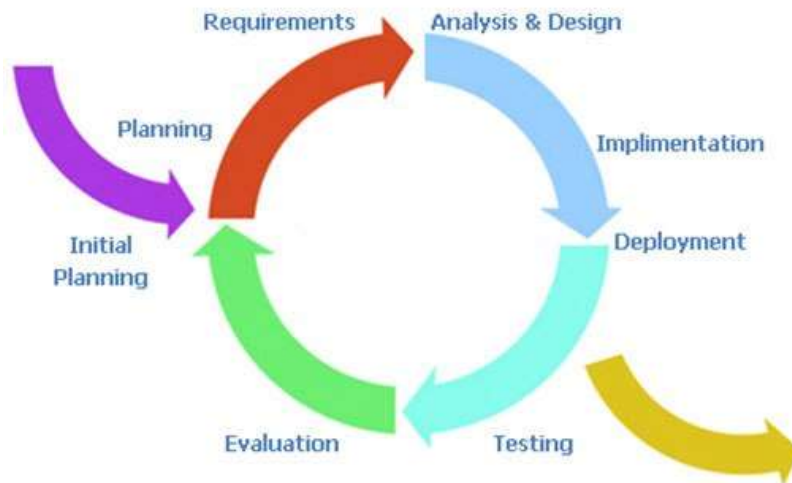 Requirements
Analysis & Design
Planning
Implimentation
Initial
Planning
Deployment
Evaluation
Testing